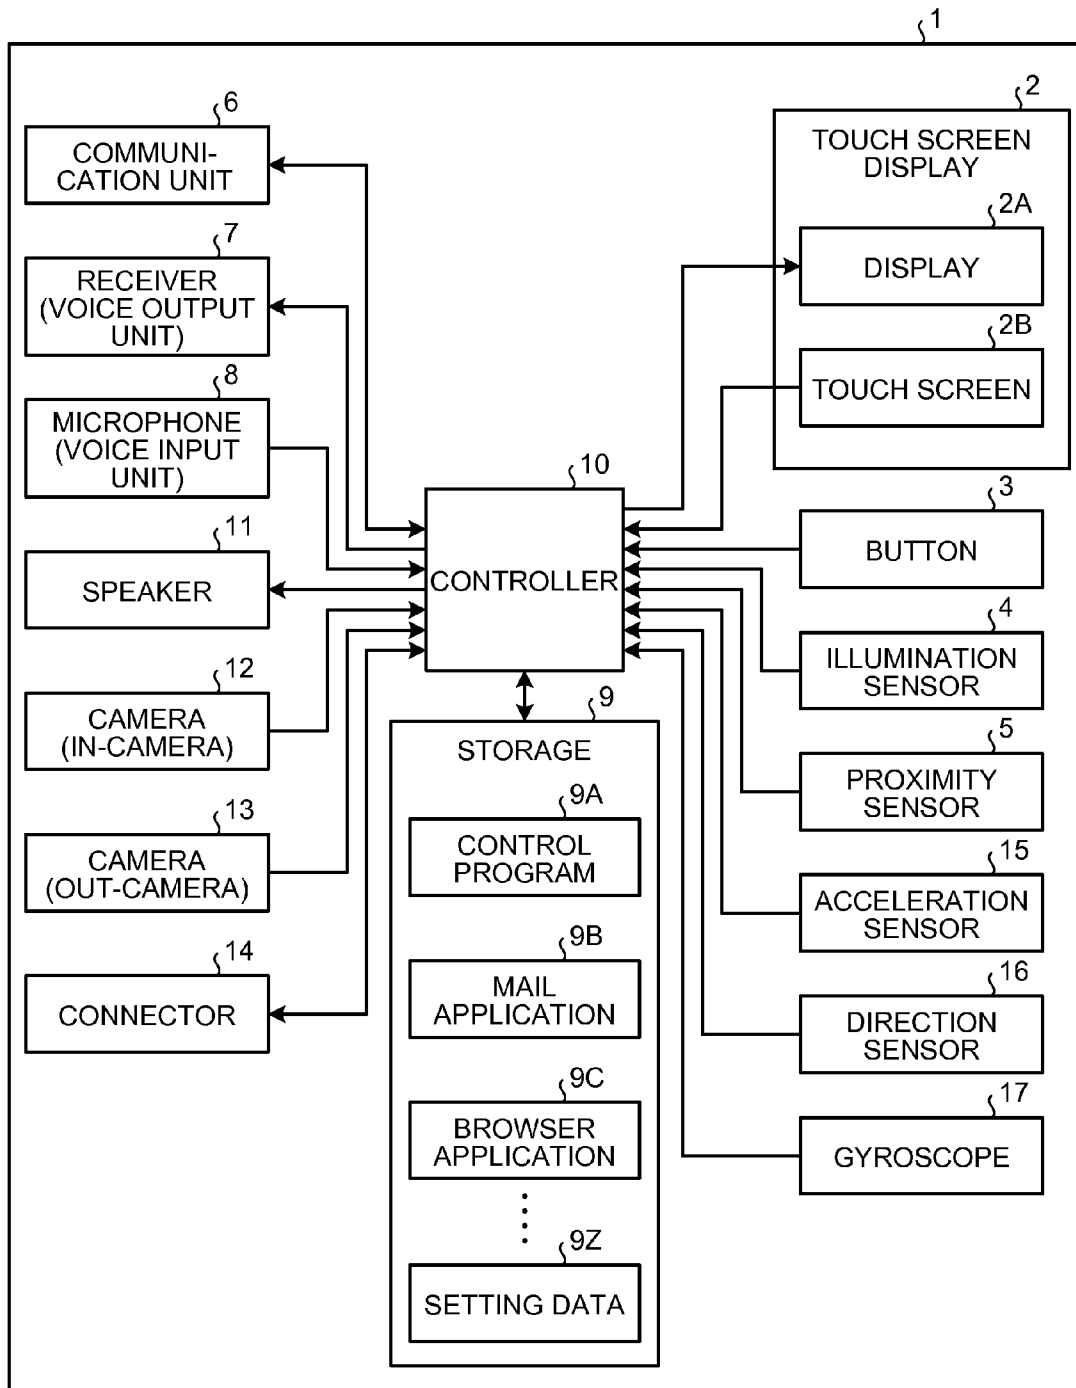 1
6
COMMUNI-
CATION UNIT
7
RECEIVER
(VOICE OUTPUT
UNIT)
8
MICROPHONE
(VOICE INPUT
UNIT)
11
SPEAKER
12
CAMERA
(IN-CAMERA)
13
CAMERA
(OUT-CAMERA)
14
CONNECTOR
10
CONTROLLER
9
STORAGE
9A
CONTROL
PROGRAM
9B
MAIL
APPLICATION
9C
BROWSER
APPLICATION
9Z
SETTING DATA
2
TOUCH SCREEN
DISPLAY
2A
DISPLAY
2B
TOUCH SCREEN
3
BUTTON
4
ILLUMINATION
SENSOR
5
PROXIMITY
SENSOR
15
ACCELERATION
SENSOR
16
DIRECTION
SENSOR
17
GYROSCOPE